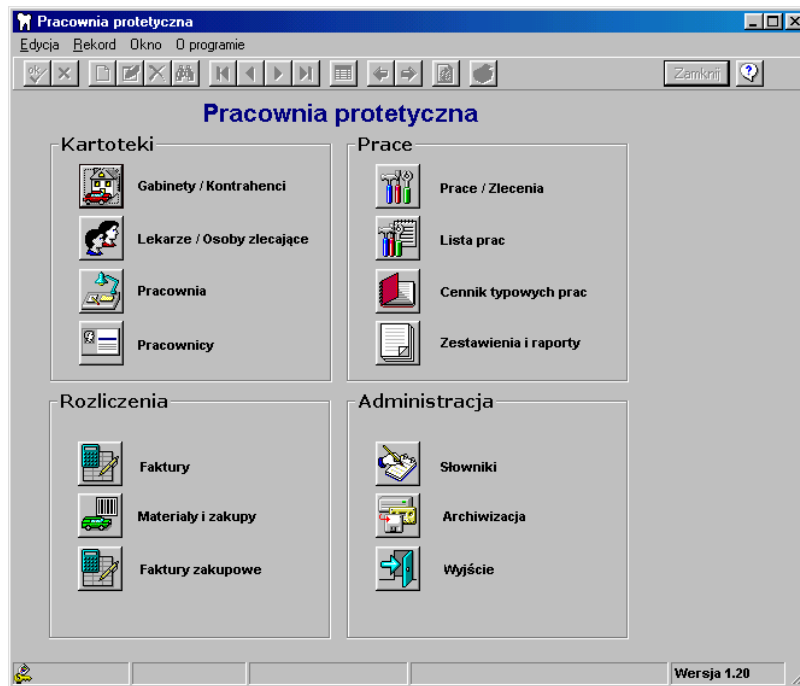 Pracownia protetyczna
Edycja Rekord Okno O programie
ok Zamknij ?
Pracownia protetyczna
Kartoteki
Gabinety / Kontrahenci
Lekarze / Osoby zlecające
Pracownia
Pracownicy
Prace
Prace / Zlecenia
Lista prac
Cennik typowych prac
Zestawienia i raporty
Rozliczenia
Faktury
Materiały i zakupy
Faktury zakupowe
Administracja
Słowniki
Archiwizacja
Wyjście
Wersja 1.20